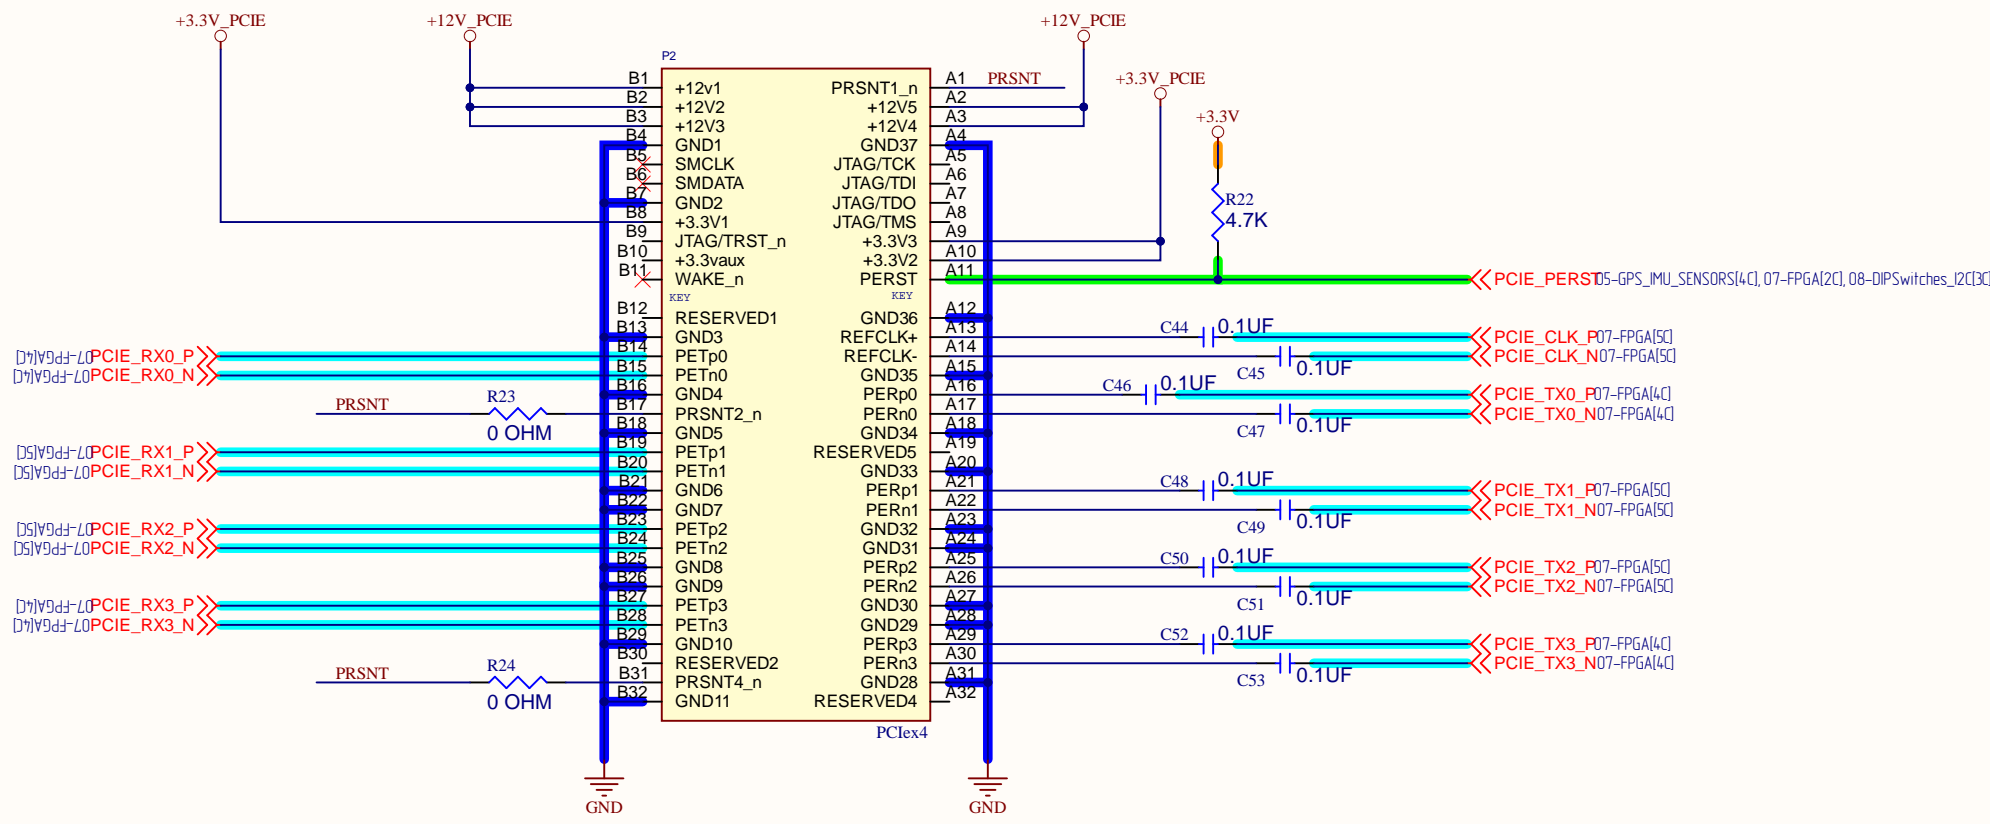 +3.3V_PCIE
+12V_PCIE
+12V_PCIE
+3.3V_PCIE
+3.3V
P2
B1 +12v1 PRSNT1_n A1 PRSNT
B2 +12V2 +12V5 A2
B3 +12V3 +12V4 A3
B4 GND1 GND37 A4
B5 SMCLK JTAG/TCK A5
B6 SMDATA JTAG/TDI A6
B7 GND2 JTAG/TDO A7
B8 +3.3V1 JTAG/TMS A8
B9 JTAG/TRST_n +3.3V3 A9
B10 +3.3vaux +3.3V2 A10
B11 WAKE_n PERST A11
R22
4.7K
PCIE_PERST 05-GPS_IMU_SENSORS[4C], 07-FPGA[2C], 08-DIPSwitches_I2C[3C]
KEY KEY
B12 RESERVED1 GND36 A12
B13 GND3 REFCLK+ A13 C44 0.1UF PCIE_CLK_P 07-FPGA[5C]
07-FPGA[4C] PCIE_RX0_P B14 PETp0 REFCLK- A14 C45 0.1UF PCIE_CLK_N 07-FPGA[5C]
07-FPGA[4C] PCIE_RX0_N B15 PETn0 GND35 A15
B16 GND4 PERp0 A16 C46 0.1UF PCIE_TX0_P 07-FPGA[4C]
PRSNT R23 0 OHM B17 PRSNT2_n PERn0 A17 C47 0.1UF PCIE_TX0_N 07-FPGA[4C]
B18 GND5 GND34 A18
07-FPGA[5C] PCIE_RX1_P B19 PETp1 RESERVED5 A19
07-FPGA[5C] PCIE_RX1_N B20 PETn1 GND33 A20
B21 GND6 PERp1 A21 C48 0.1UF PCIE_TX1_P 07-FPGA[5C]
B22 GND7 PERn1 A22 C49 0.1UF PCIE_TX1_N 07-FPGA[5C]
07-FPGA[5C] PCIE_RX2_P B23 PETp2 GND32 A23
07-FPGA[5C] PCIE_RX2_N B24 PETn2 GND31 A24
B25 GND8 PERp2 A25 C50 0.1UF PCIE_TX2_P 07-FPGA[5C]
B26 GND9 PERn2 A26 C51 0.1UF PCIE_TX2_N 07-FPGA[5C]
07-FPGA[4C] PCIE_RX3_P B27 PETp3 GND30 A27
07-FPGA[4C] PCIE_RX3_N B28 PETn3 GND29 A28
B29 GND10 PERp3 A29 C52 0.1UF PCIE_TX3_P 07-FPGA[4C]
B30 RESERVED2 PERn3 A30 C53 0.1UF PCIE_TX3_N 07-FPGA[4C]
PRSNT R24 0 OHM B31 PRSNT4_n GND28 A31
B32 GND11 RESERVED4 A32
PCIex4
GND
GND